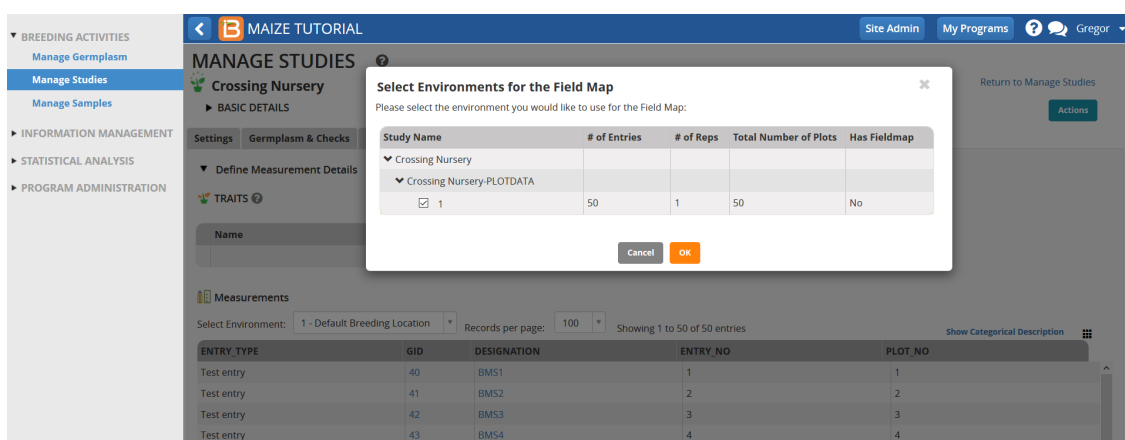 BREEDING ACTIVITIES
Manage Germplasm
Manage Studies
Manage Samples
INFORMATION MANAGEMENT
STATISTICAL ANALYSIS
PROGRAM ADMINISTRATION
MAIZE TUTORIAL
Site Admin
My Programs
Gregor
MANAGE STUDIES
Crossing Nursery
BASIC DETAILS
Return to Manage Studies
Actions
Settings Germplasm & Checks
Define Measurement Details
TRAITS
Name
Select Environments for the Field Map
Please select the environment you would like to use for the Field Map:
Study Name # of Entries # of Reps Total Number of Plots Has Fieldmap
Crossing Nursery
Crossing Nursery-PLOTDATA
1 50 1 50 No
Cancel OK
Measurements
Select Environment: 1 - Default Breeding Location Records per page: 100 Showing 1 to 50 of 50 entries
Show Categorical Description
ENTRY_TYPE GID DESIGNATION ENTRY_NO PLOT_NO
Test entry 40 BMS1 1 1
Test entry 41 BMS2 2 2
Test entry 42 BMS3 3 3
Test entry 43 BMS4 4 4